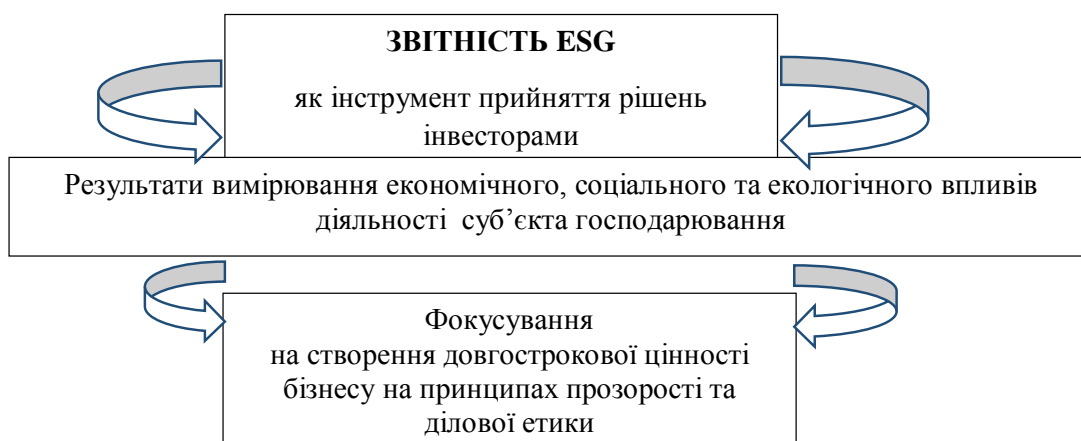 ЗВІТНІСТЬ ESG
як інструмент прийняття рішень
інвесторами
Результати вимірювання економічного, соціального та екологічного впливів
діяльності суб’єкта господарювання
Фокусування
на створення довгострокової цінності
бізнесу на принципах прозорості та
ділової етики